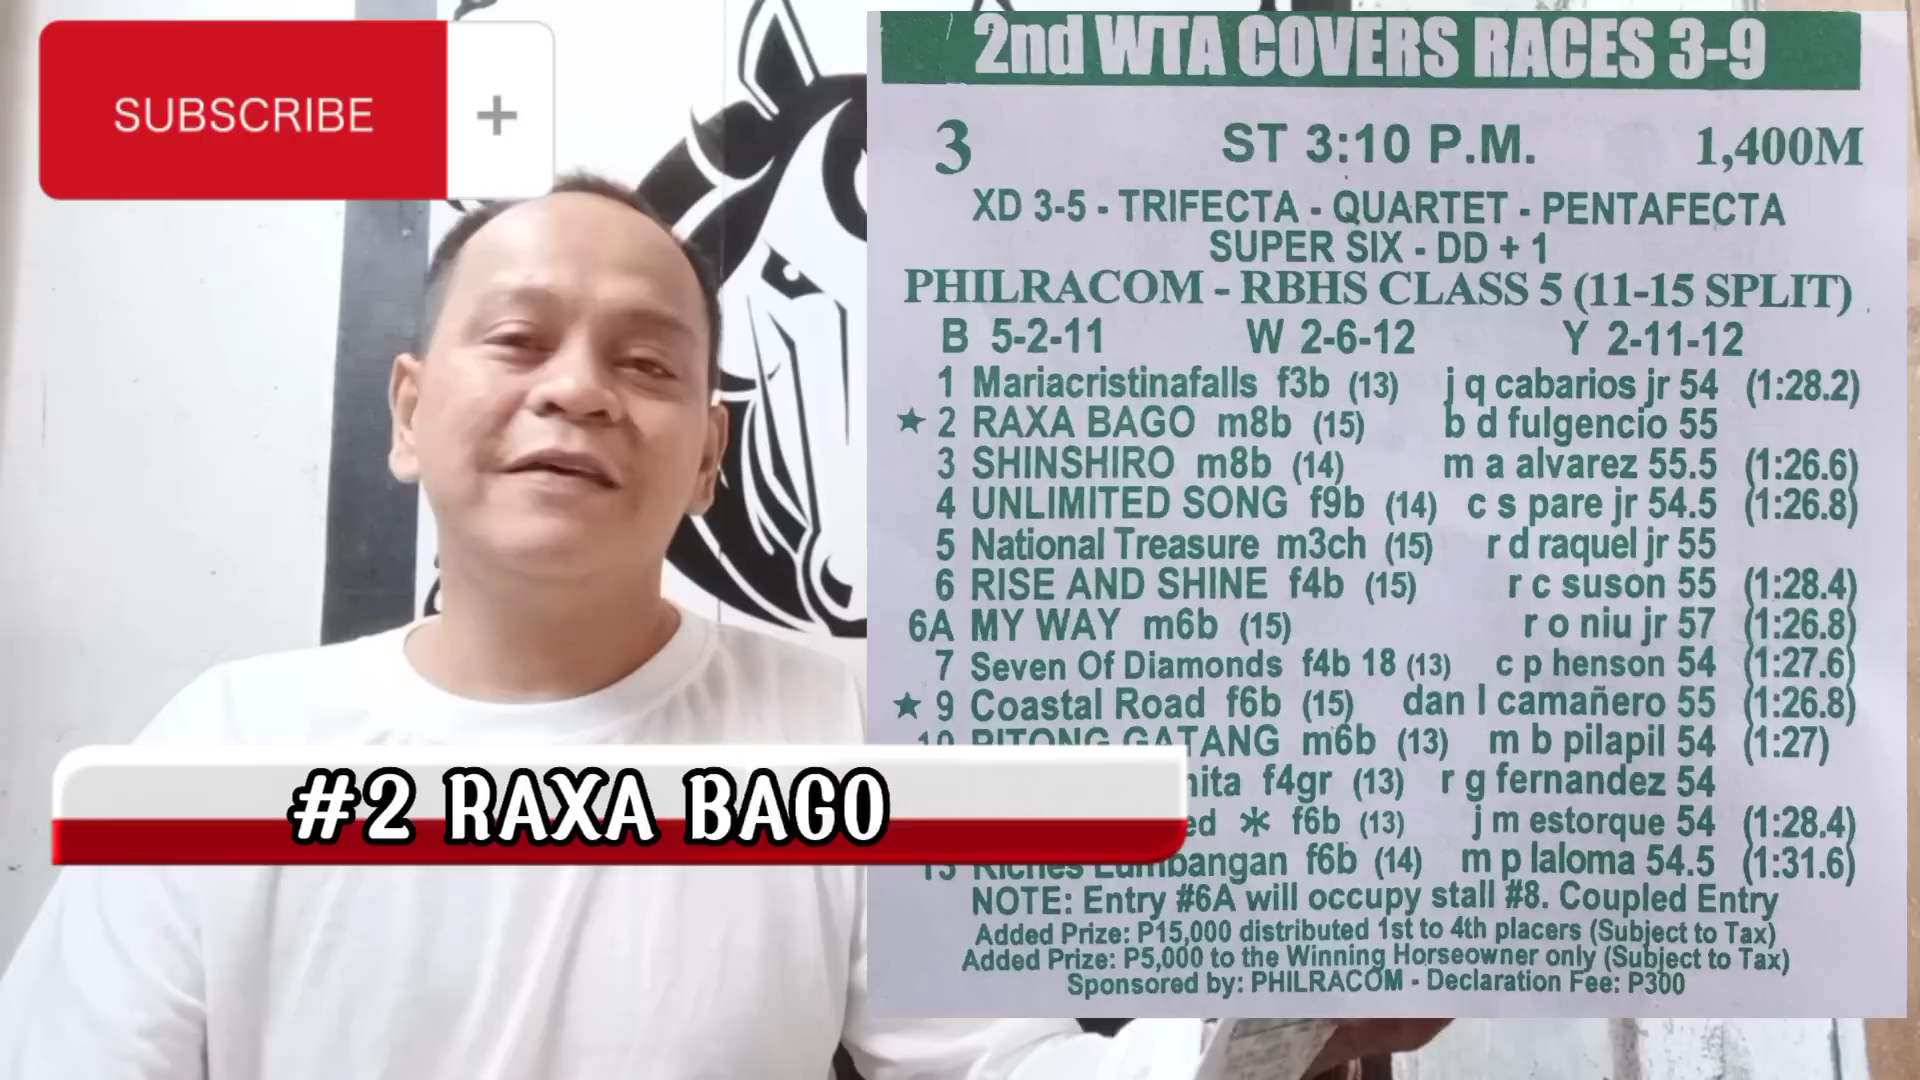 SUBSCRIBE +
2nd WTA COVERS RACES 3-9
3 ST 3:10 P.M. 1,400M
XD 3-5 - TRIFECTA - QUARTET - PENTAFECTA
SUPER SIX - DD + 1
PHILRACOM - RBHS CLASS 5 (11-15 SPLIT)
B 5-2-11 W 2-6-12 Y 2-11-12
1 Mariacristinafalls f3b (13) j q cabarios jr 54 (1:28.2)
★ 2 RAXA BAGO m8b (15) b d fulgencio 55
3 SHINSHIRO m8b (14) m a alvarez 55.5 (1:26.6)
4 UNLIMITED SONG f9b (14) c s pare jr 54.5 (1:26.8)
5 National Treasure m3ch (15) r d raquel jr 55
6 RISE AND SHINE f4b (15) r c suson 55 (1:28.4)
6A MY WAY m6b (15) r o niu jr 57 (1:26.8)
7 Seven Of Diamonds f4b 18 (13) c p henson 54 (1:27.6)
★ 9 Coastal Road f6b (15) dan l camañero 55 (1:26.8)
10 PITONG GATANG m6b (13) m b pilapil 54 (1:27)
f4gr (13) r g fernandez 54
✻ f6b (13) j m estorque 54 (1:28.4)
13 Riches Lumbangan f6b (14) m p laloma 54.5 (1:31.6)
NOTE: Entry #6A will occupy stall #8. Coupled Entry
Added Prize: P15,000 distributed 1st to 4th placers (Subject to Tax)
Added Prize: P5,000 to the Winning Horseowner only (Subject to Tax)
Sponsored by: PHILRACOM - Declaration Fee: P300
#2 RAXA BAGO